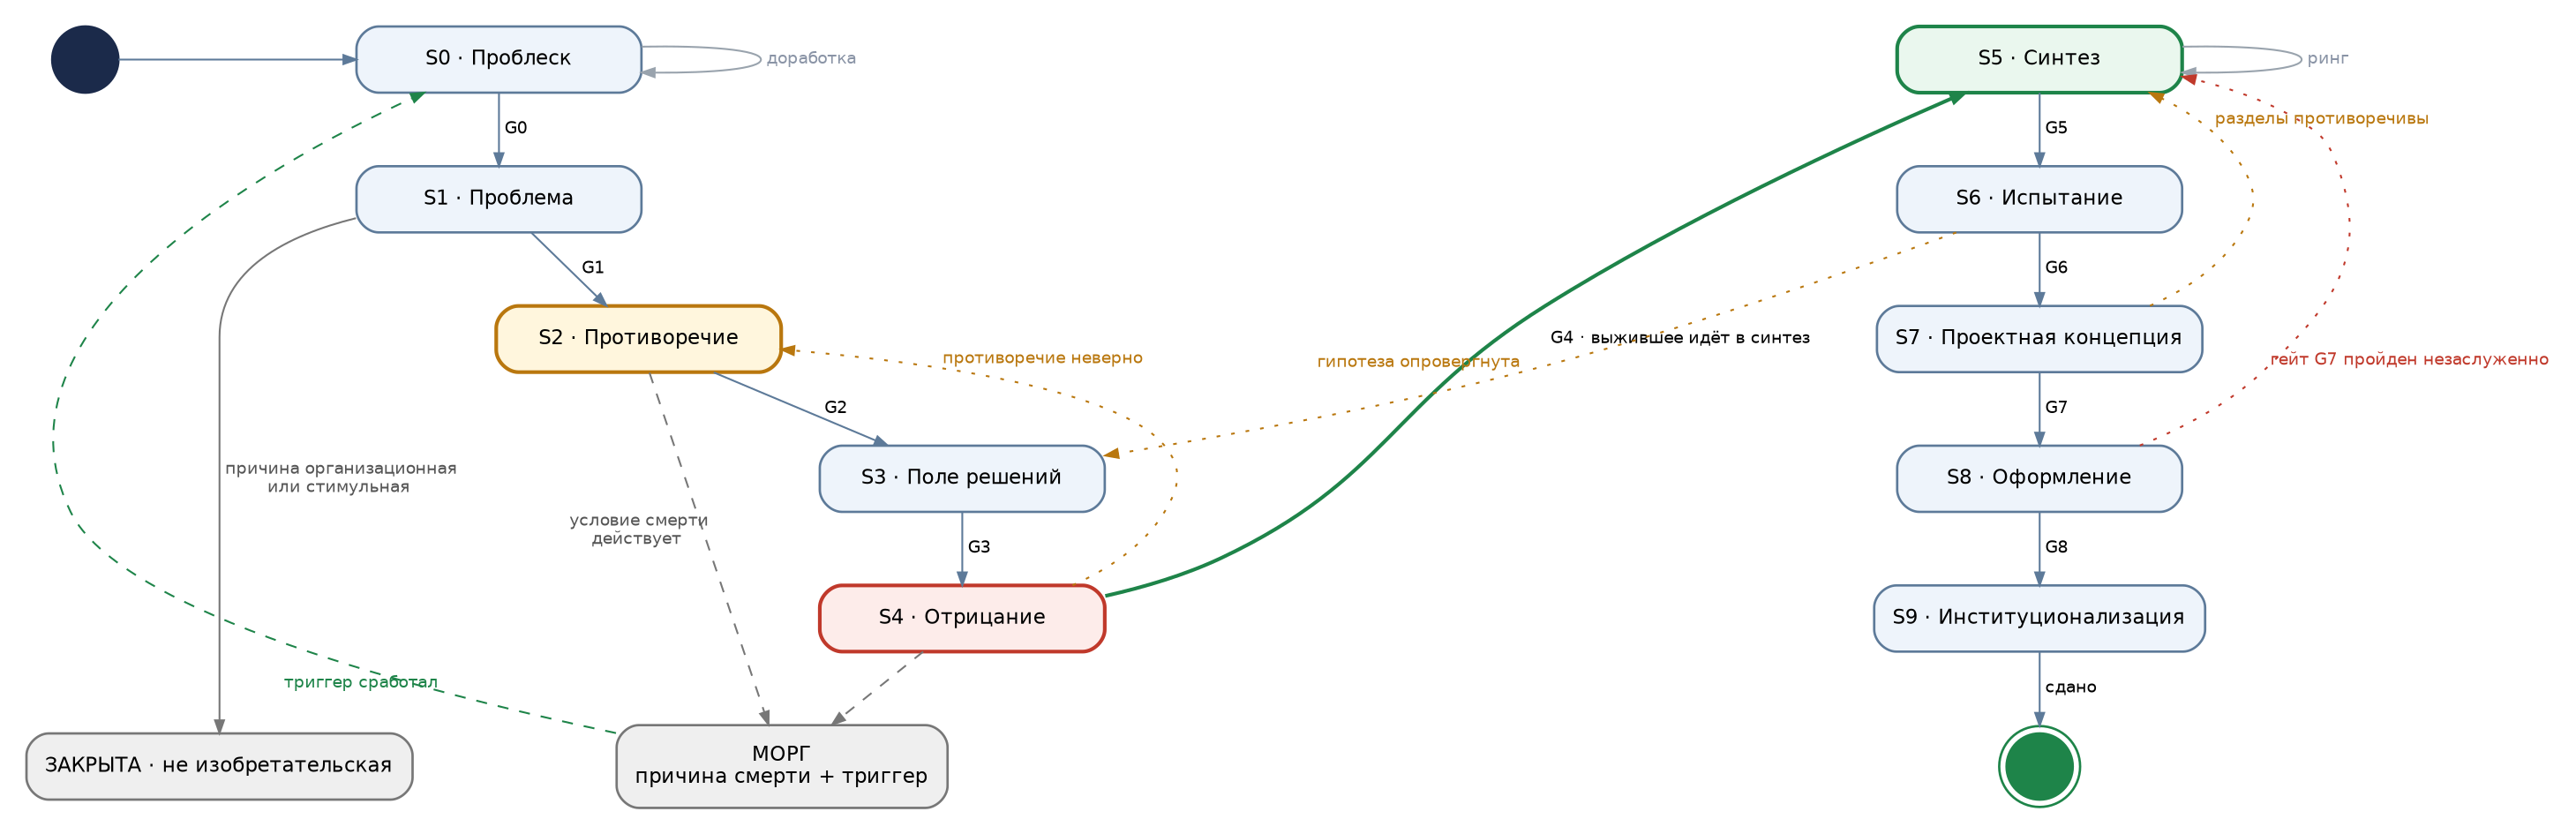 S0 · Проблеск
доработка
G0
S1 · Проблема
G1
S2 · Противоречие
противоречие неверно
G2
S3 · Поле решений
причина организационная
или стимульная
условие смерти
действует
G3
S4 · Отрицание
триггер сработал
ЗАКРЫТА · не изобретательская
МОРГ
причина смерти + триггер
G4 · выжившее идёт в синтез
гипотеза опровергнута
S5 · Синтез
ринг
разделы противоречивы
G5
S6 · Испытание
G6
S7 · Проектная концепция
гейт G7 пройден незаслуженно
G7
S8 · Оформление
G8
S9 · Институционализация
сдано